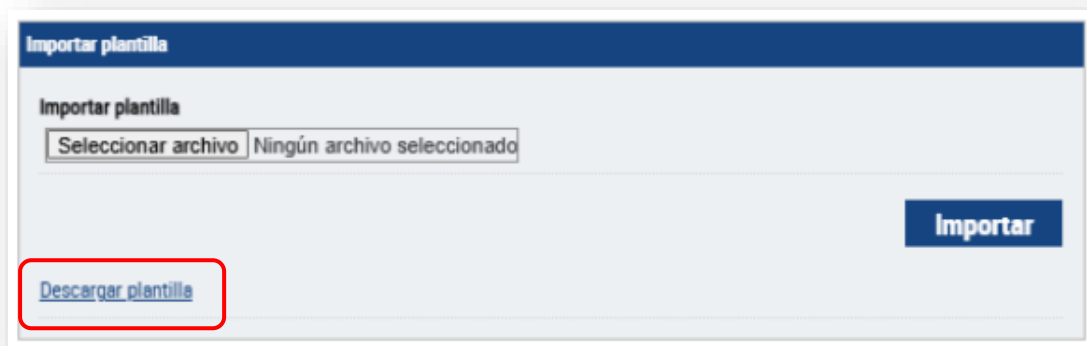 Importar plantilla
Importar plantilla
Seleccionar archivo Ningún archivo seleccionado
Importar
Descargar plantilla